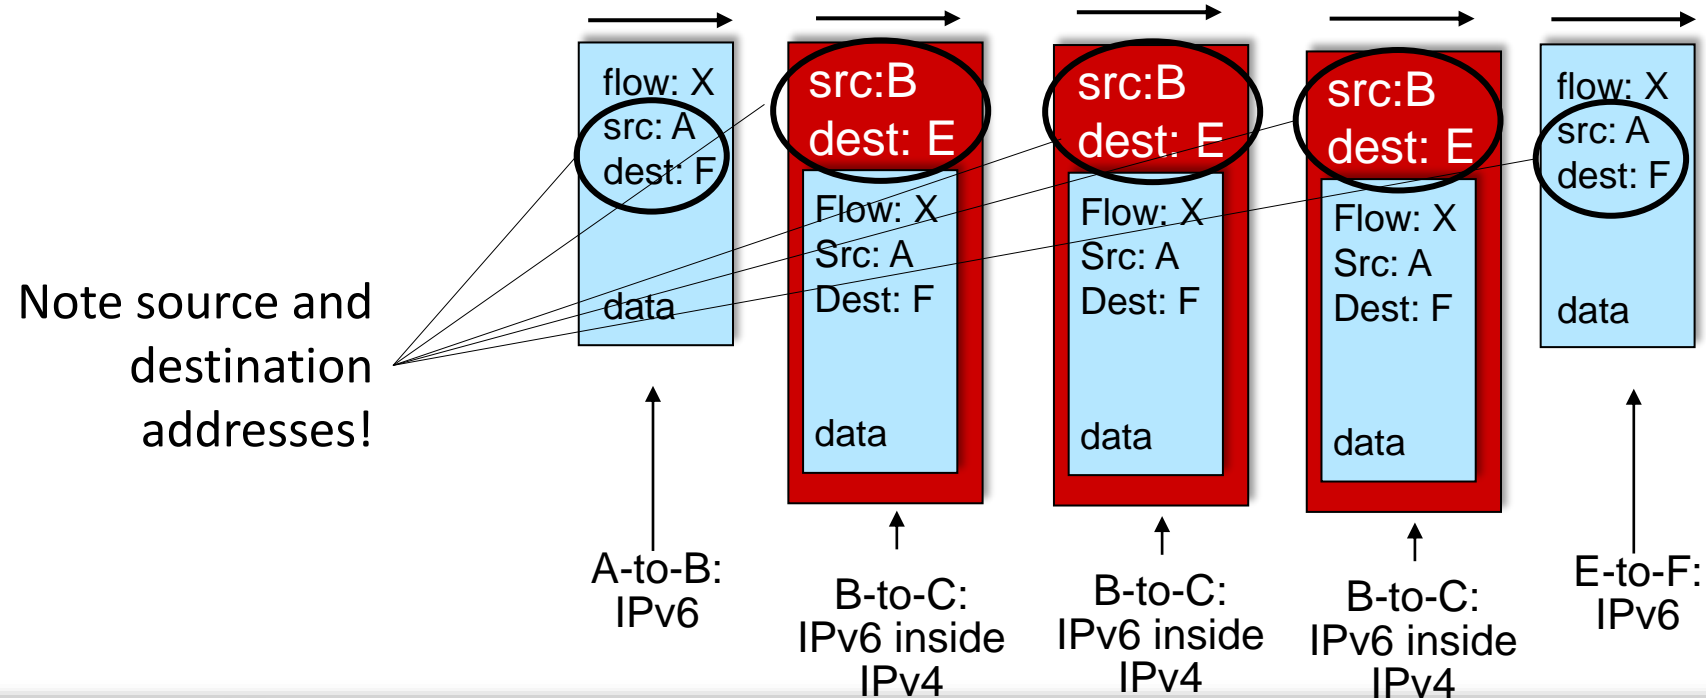 flow: X
src: A
dest: F
data
src:B
dest: E
Flow: X
Src: A
Dest: F
data
src:B
dest: E
Flow: X
Src: A
Dest: F
data
src:B
dest: E
Flow: X
Src: A
Dest: F
data
flow: X
src: A
dest: F
data
Note source and
destination
addresses!
A-to-B:
IPv6
B-to-C:
IPv6 inside
IPv4
B-to-C:
IPv6 inside
IPv4
B-to-C:
IPv6 inside
IPv4
E-to-F:
IPv6